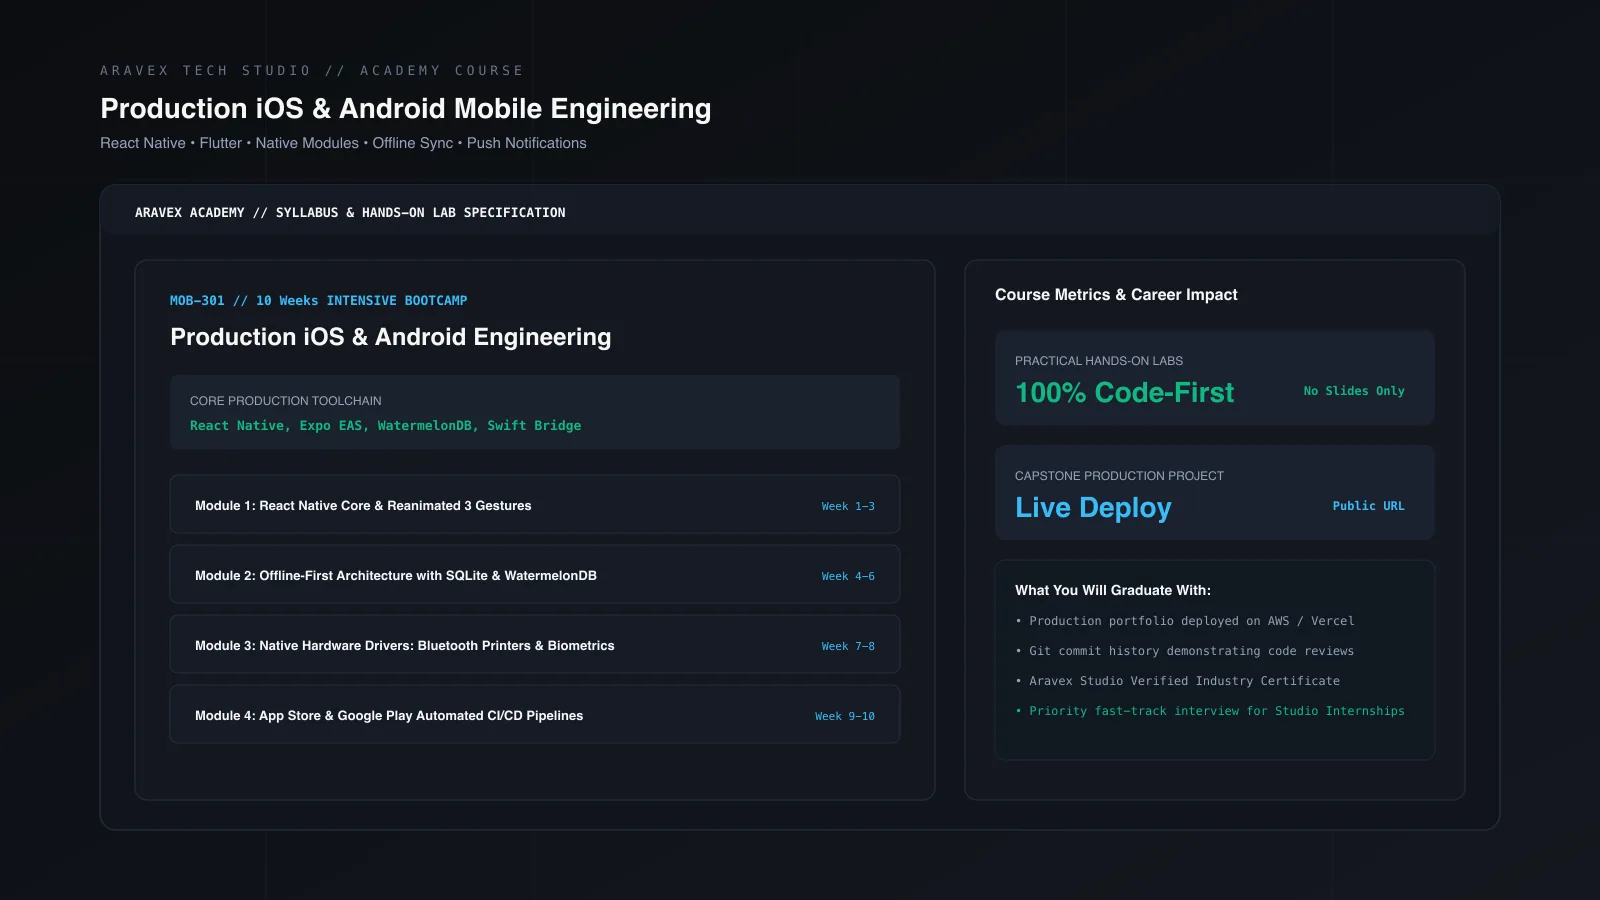 ARAVEX TECH STUDIO // ACADEMY COURSE
Production iOS & Android Mobile Engineering
React Native • Flutter • Native Modules • Offline Sync • Push Notifications
ARAVEX ACADEMY // SYLLABUS & HANDS-ON LAB SPECIFICATION
MOB-301 // 10 Weeks INTENSIVE BOOTCAMP
Production iOS & Android Engineering
CORE PRODUCTION TOOLCHAIN
React Native, Expo EAS, WatermelonDB, Swift Bridge
Module 1: React Native Core & Reanimated 3 Gestures Week 1-3
Module 2: Offline-First Architecture with SQLite & WatermelonDB Week 4-6
Module 3: Native Hardware Drivers: Bluetooth Printers & Biometrics Week 7-8
Module 4: App Store & Google Play Automated CI/CD Pipelines Week 9-10
Course Metrics & Career Impact
PRACTICAL HANDS-ON LABS
100% Code-First No Slides Only
CAPSTONE PRODUCTION PROJECT
Live Deploy Public URL
What You Will Graduate With:
• Production portfolio deployed on AWS / Vercel
• Git commit history demonstrating code reviews
• Aravex Studio Verified Industry Certificate
• Priority fast-track interview for Studio Internships